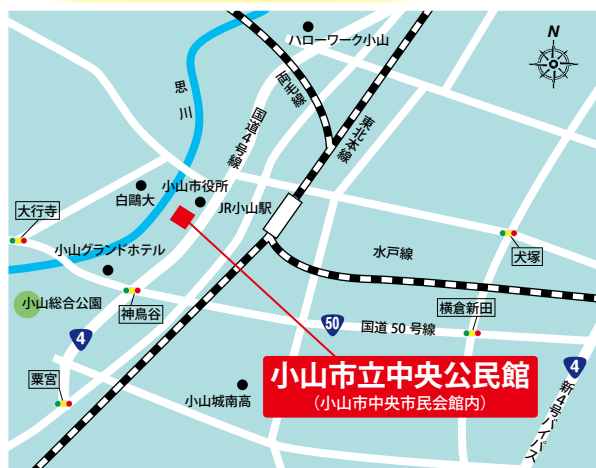 ハローワーク小山
N
両毛線
思川
国道4号線
東北本線
小山市役所
白鷗大
JR小山駅
大行寺
犬塚
水戸線
小山グランドホテル
小山総合公園
神鳥谷
横倉新田
50
国道50号線
4
小山市立中央公民館
(小山市中央市民会館内)
4
粟宮
小山城南高
新4号バイパス